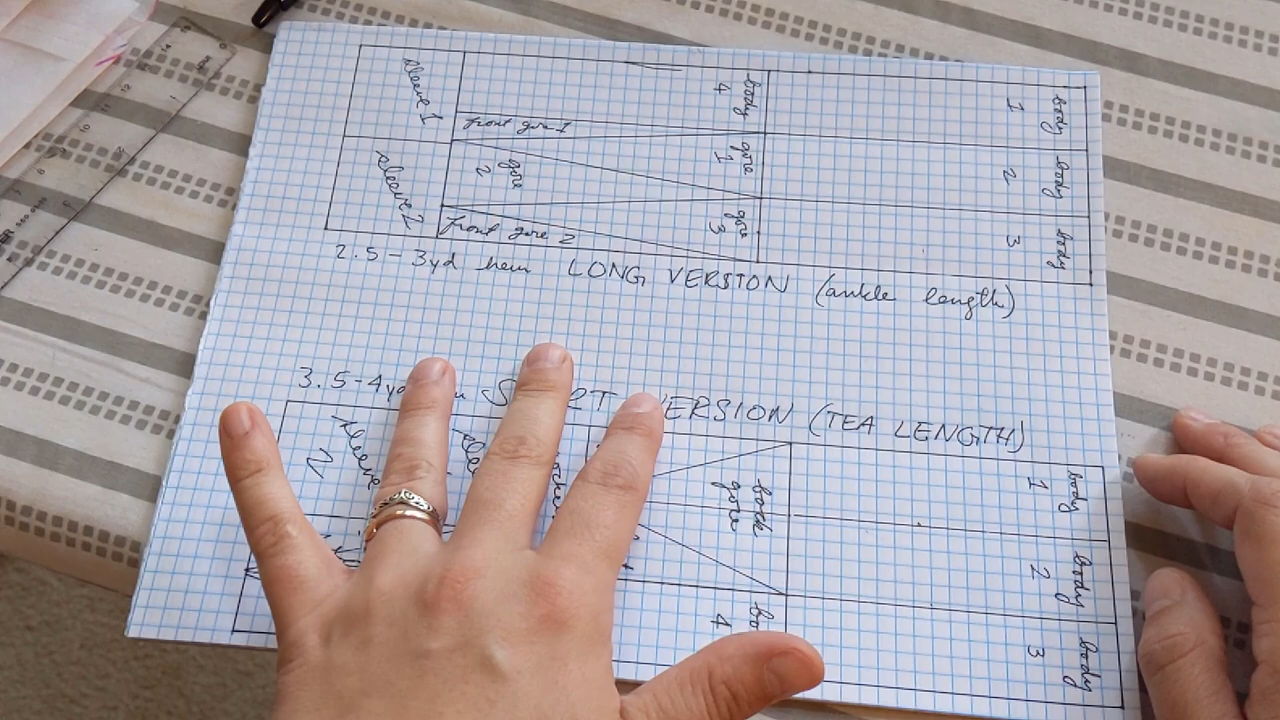 sleeve 1
body 4
body 1
front gore 1
gore 1
gore 2
body 2
sleeve 2
gore 3
body 3
front gore 2
2.5-3yd hem LONG VERSION (ankle length)
3.5-4yd VERSION (TEA LENGTH)
sleeve 2
back gore
body 1
body 2
4
body 3